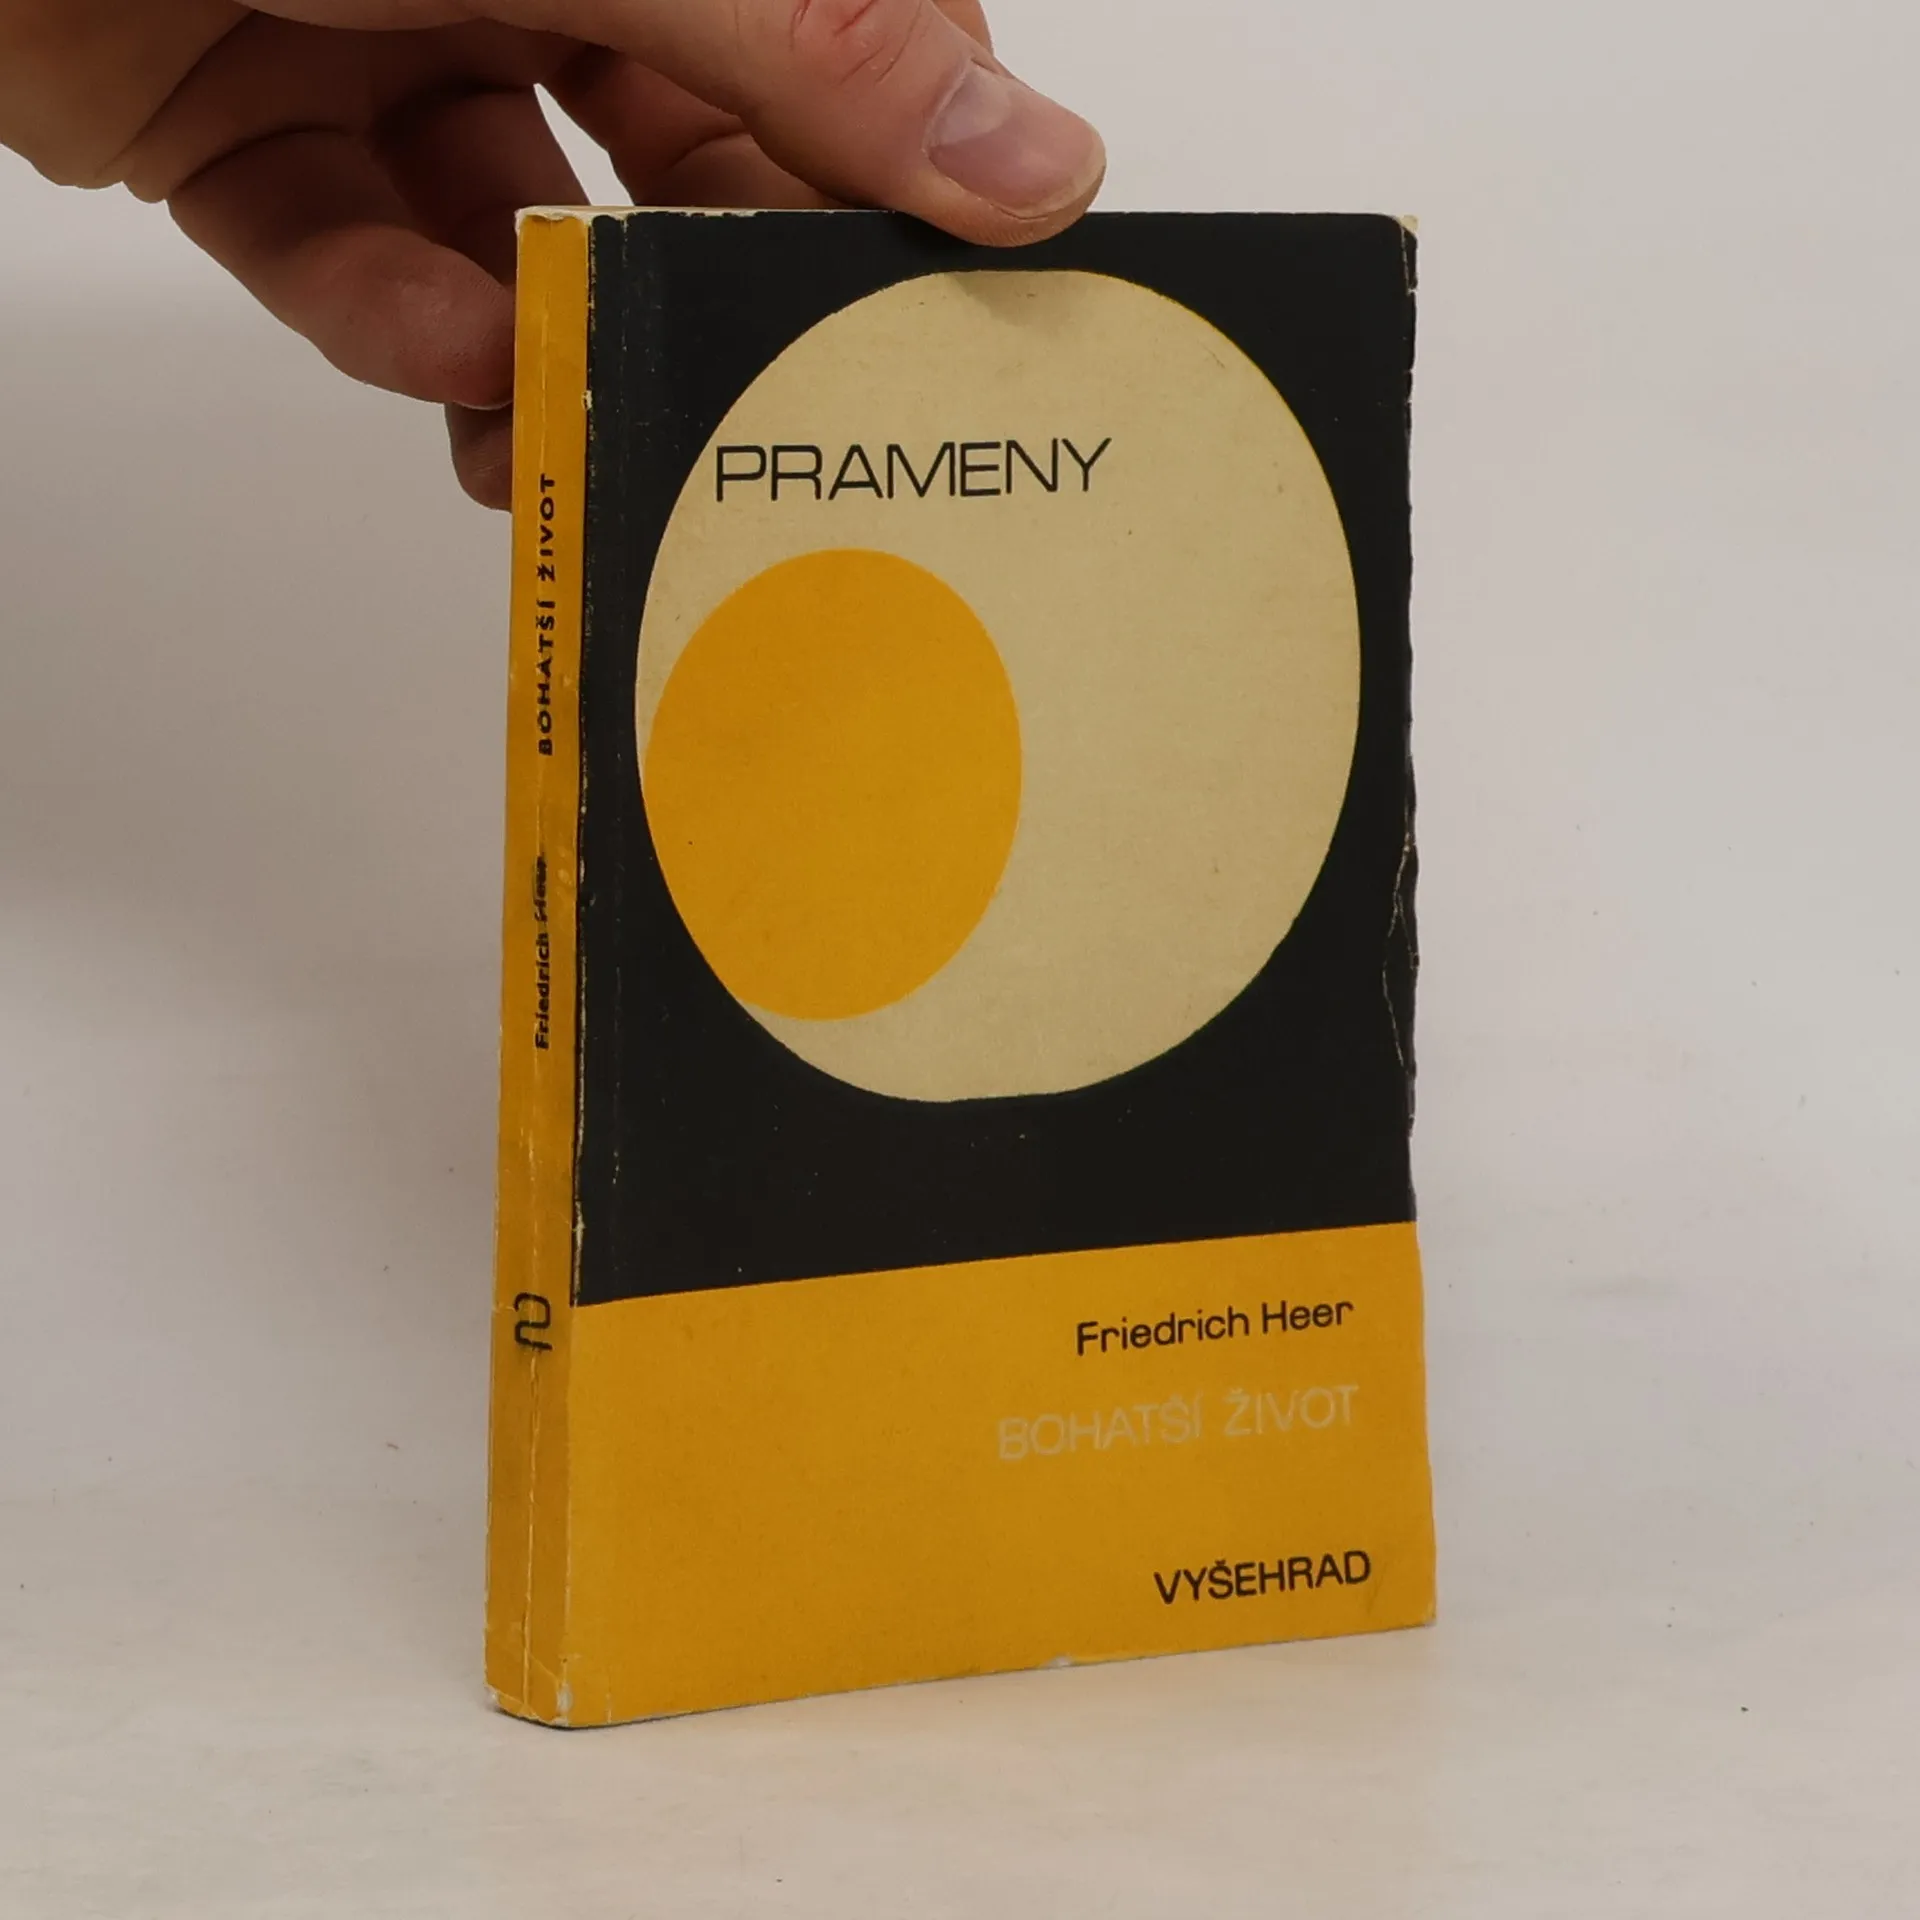 PRAMENY
Friedrich Heer
BOHATŠÍ ŽIVOT
VYŠEHRAD
Friedrich Heer BOHATŠÍ ŽIVOT